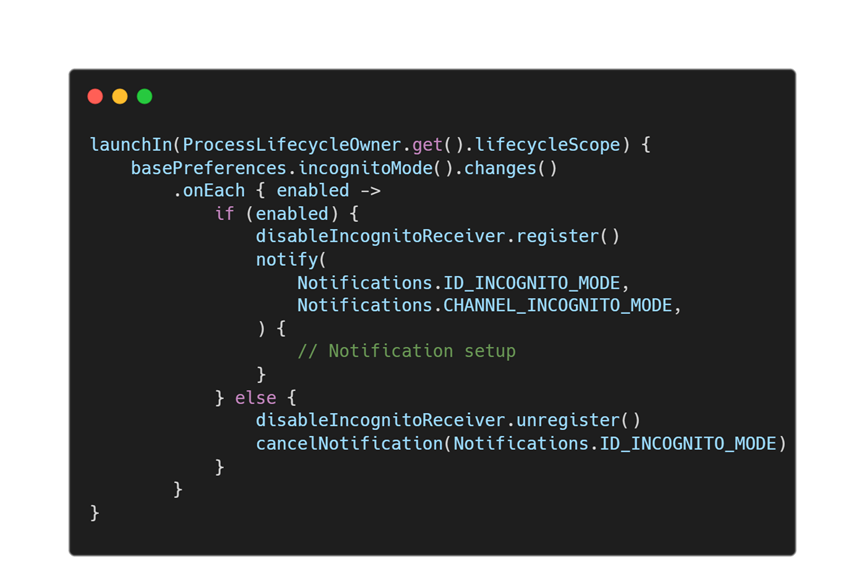 launchIn(ProcessLifecycleOwner.get().lifecycleScope) {
    basePreferences.incognitoMode().changes()
        .onEach { enabled ->
            if (enabled) {
                disableIncognitoReceiver.register()
                notify(
                    Notifications.ID_INCOGNITO_MODE,
                    Notifications.CHANNEL_INCOGNITO_MODE,
                ) {
                    // Notification setup
                }
            } else {
                disableIncognitoReceiver.unregister()
                cancelNotification(Notifications.ID_INCOGNITO_MODE)
            }
        }
}